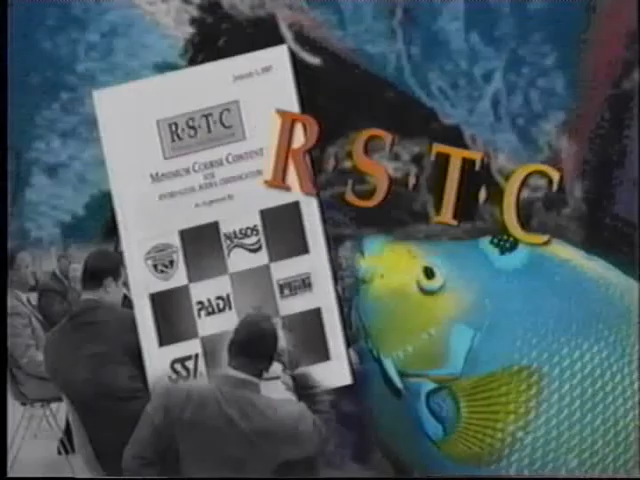 R·S·T·C
MINIMUM COURSE CONTENT
FOR
As Approved By
NASDS
PADI
SSI
R·S·T·C